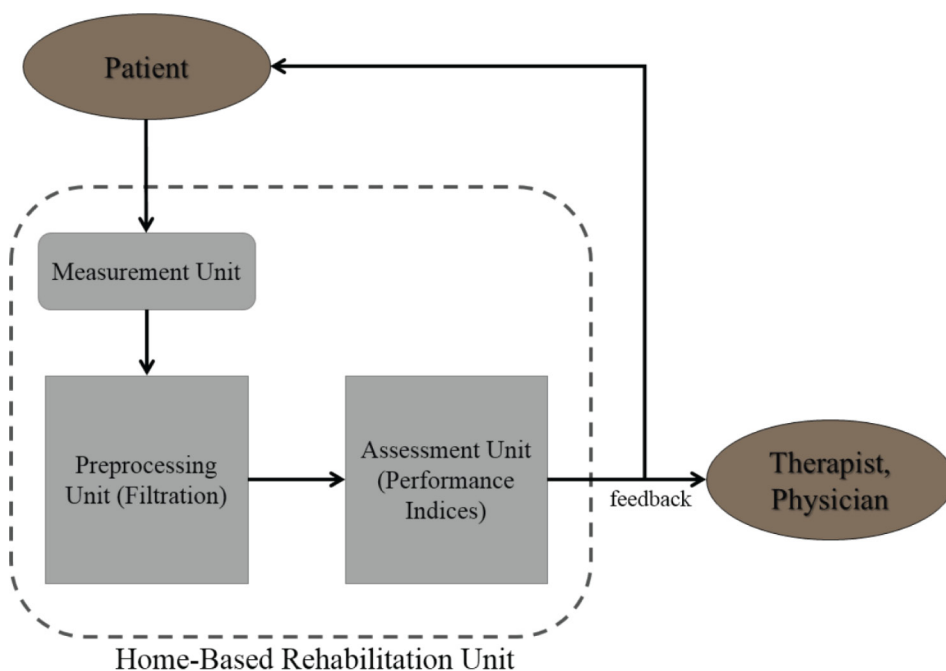 Patient
Measurement Unit
Preprocessing
Unit (Filtration)
Assessment Unit
(Performance
Indices)
feedback
Therapist,
Physician
Home-Based Rehabilitation Unit